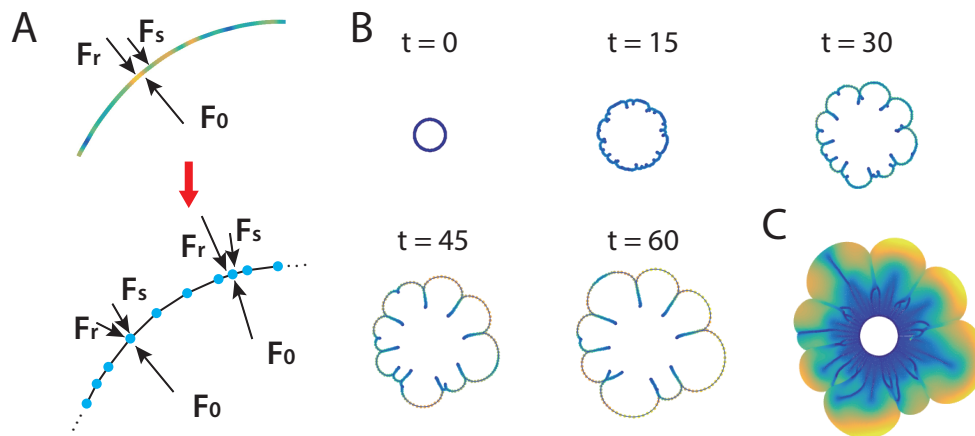 A
Fr
Fs
F0
Fr
Fs
Fs
Fr
F0
F0
...
...
B
t = 0
t = 15
t = 30
t = 45
t = 60
C